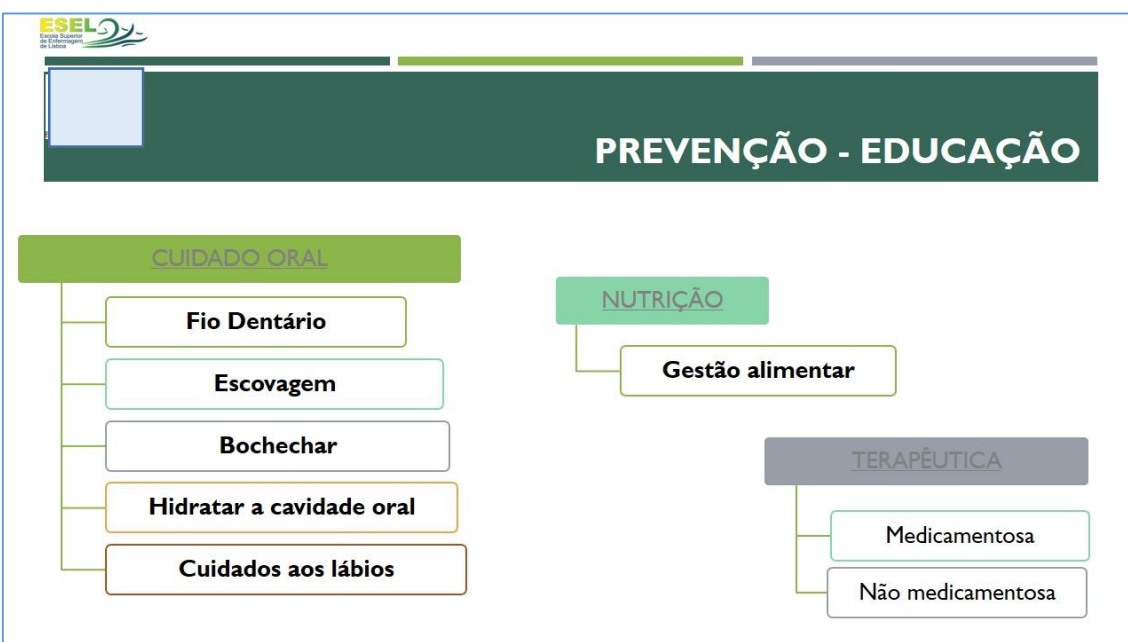 ESEL
Escola Superior
de Enfermagem
de Lisboa
PREVENÇÃO - EDUCAÇÃO
CUIDADO ORAL
Fio Dentário
Escovagem
Bochechar
Hidratar a cavidade oral
Cuidados aos lábios
NUTRIÇÃO
Gestão alimentar
TERAPÊUTICA
Medicamentosa
Não medicamentosa